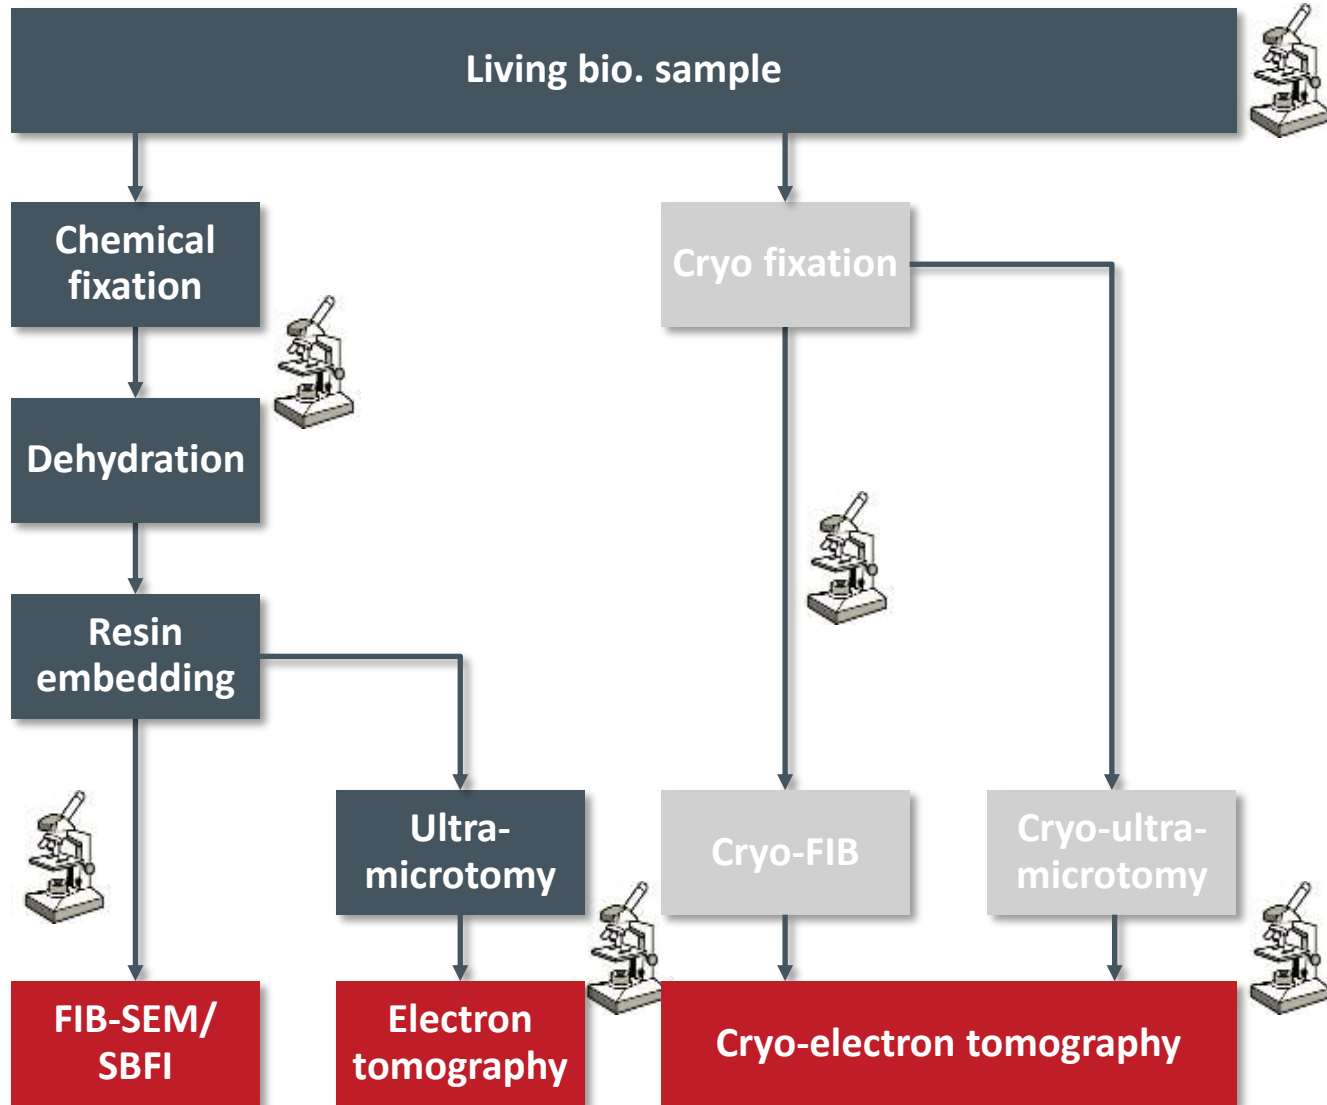 Living bio. sample
Chemical
fixation
Cryo fixation
Dehydration
Resin
embedding
Ultra-
microtomy
Cryo-FIB
Cryo-ultra-
microtomy
FIB-SEM/
SBFI
Electron
tomography
Cryo-electron tomography